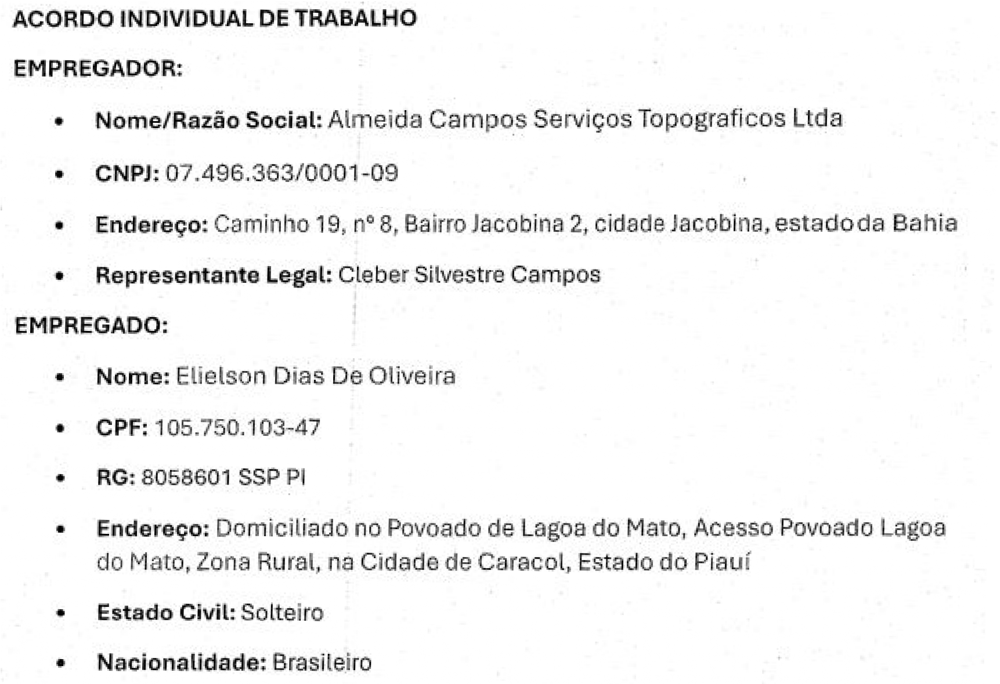 ACORDO INDIVIDUAL DE TRABALHO
EMPREGADOR:
• Nome/Razão Social: Almeida Campos Serviços Topograficos Ltda
• CNPJ: 07.496.363/0001-09
• Endereço: Caminho 19, nº 8, Bairro Jacobina 2, cidade Jacobina, estado da Bahia
• Representante Legal: Cleber Silvestre Campos
EMPREGADO:
• Nome: Elielson Dias De Oliveira
• CPF: 105.750.103-47
• RG: 8058601 SSP PI
• Endereço: Domiciliado no Povoado de Lagoa do Mato, Acesso Povoado Lagoa
do Mato, Zona Rural, na Cidade de Caracol, Estado do Piauí
• Estado Civil: Solteiro
• Nacionalidade: Brasileiro